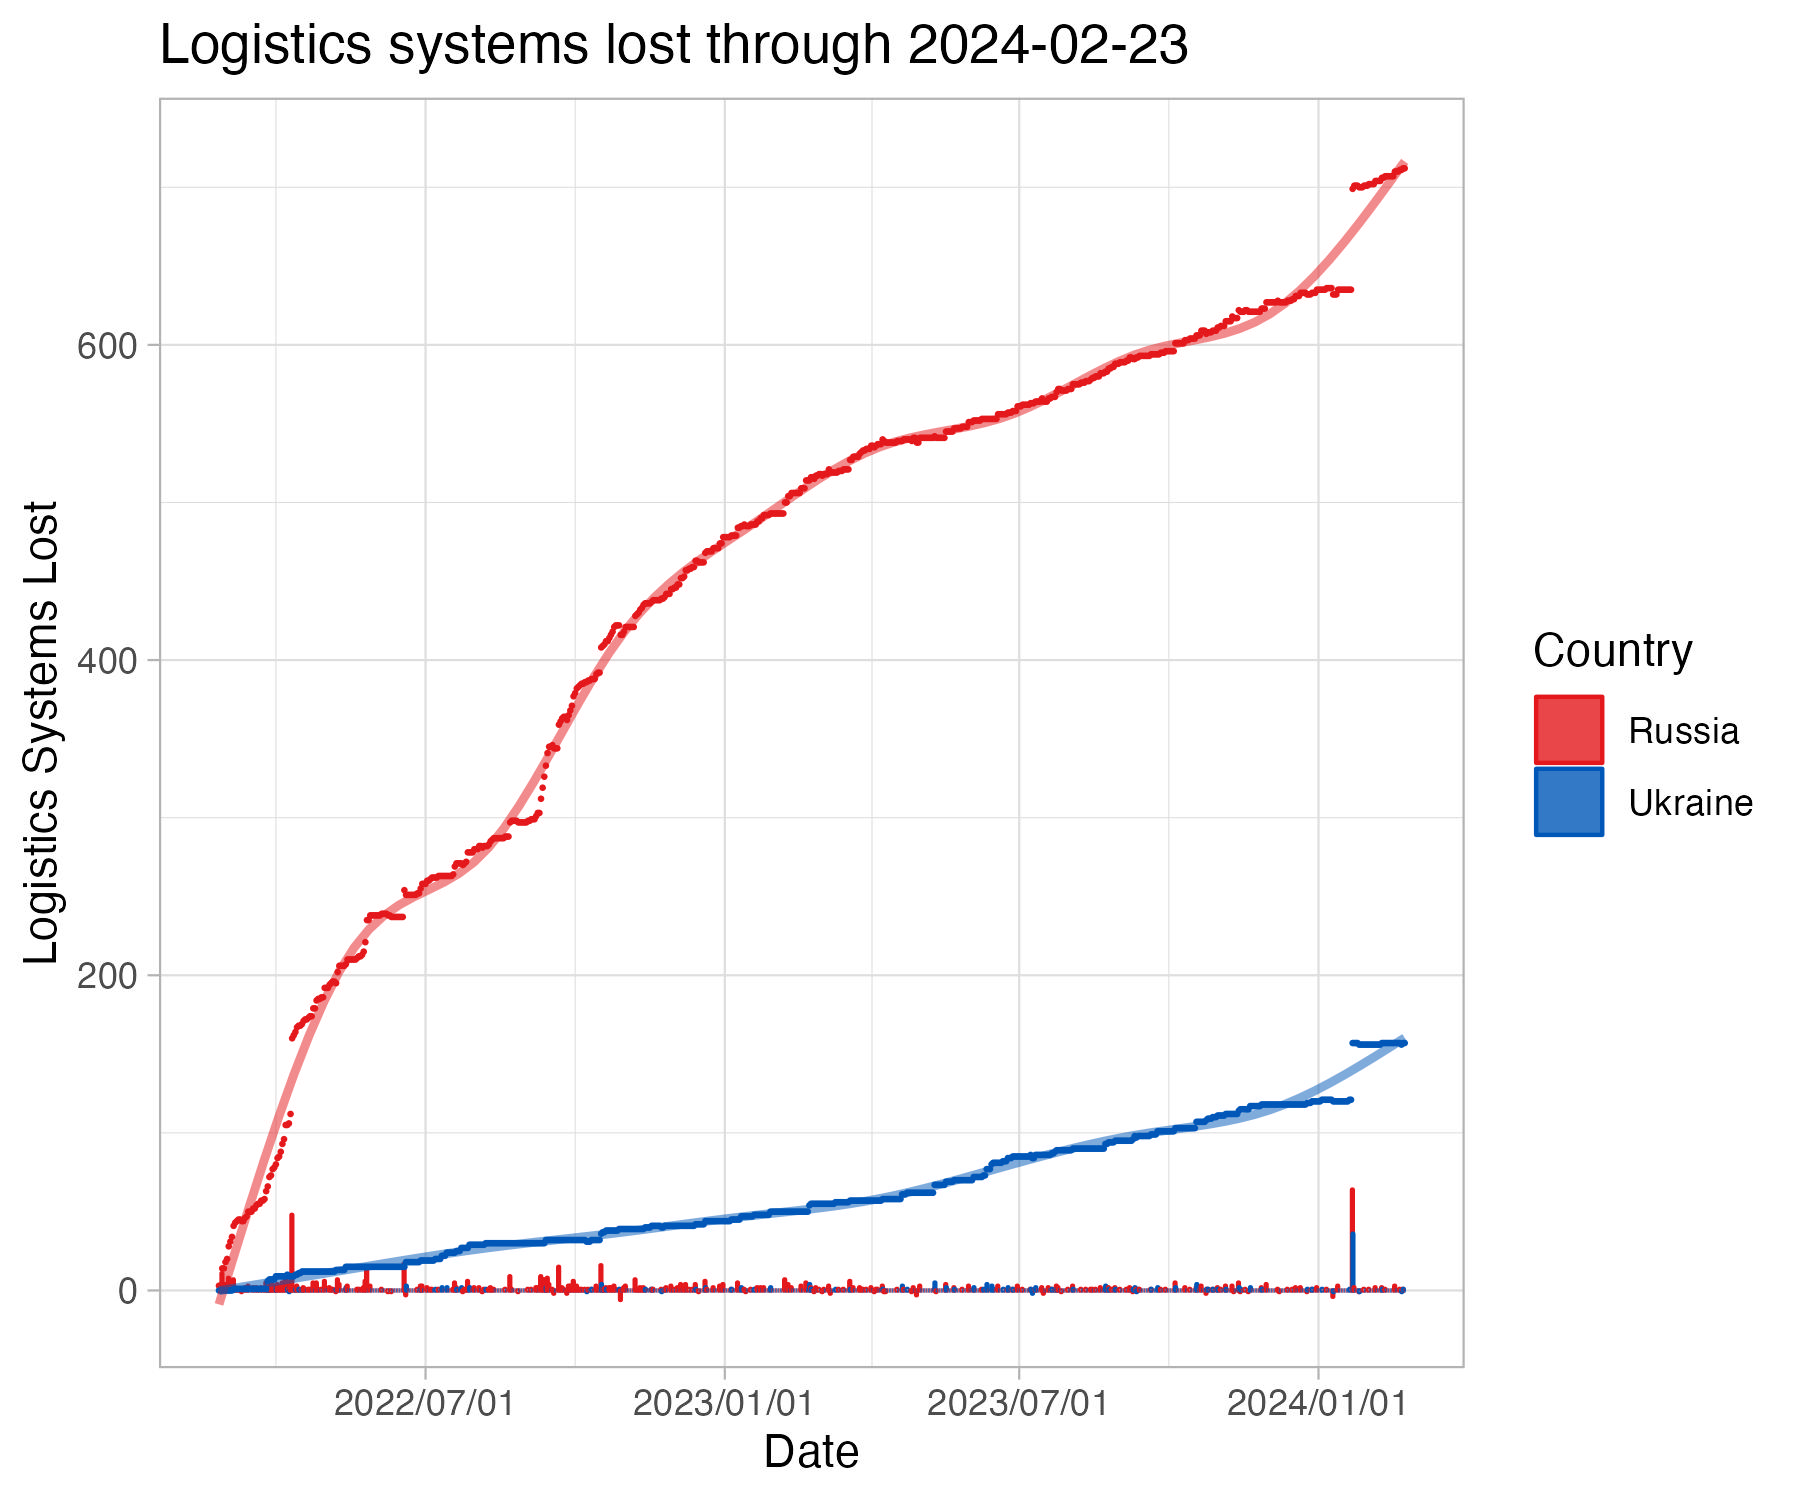 Logistics systems lost through 2024-02-23
Logistics Systems Lost
600
400
200
0
2022/07/01
2023/01/01
2023/07/01
2024/01/01
Date
Country
Russia
Ukraine